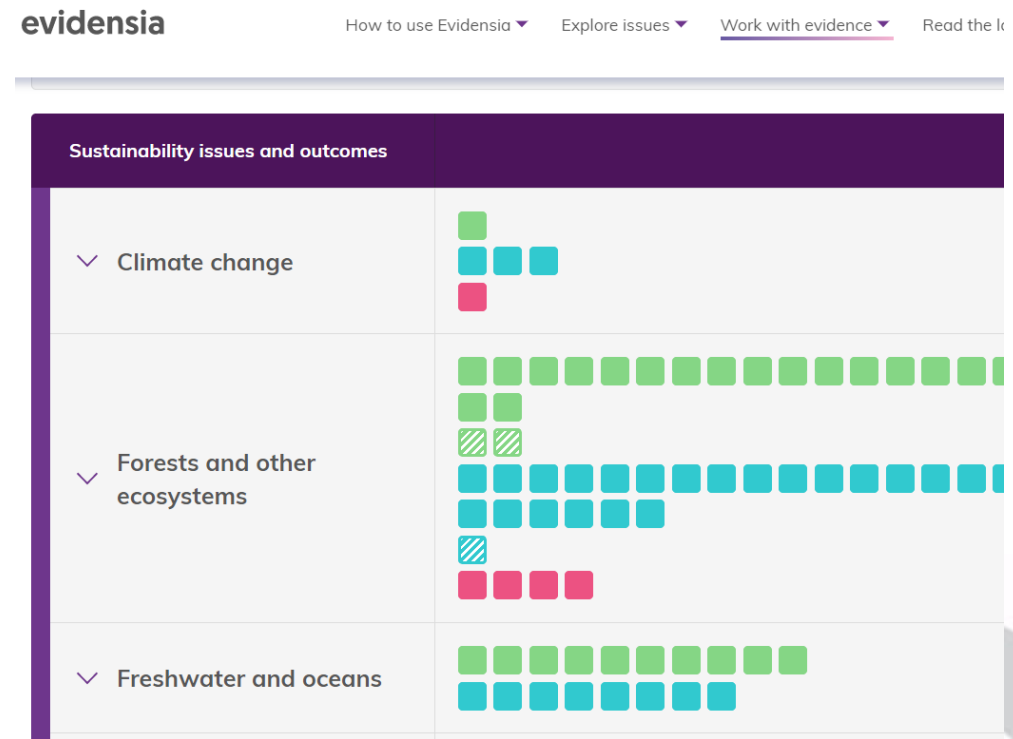 evidensia
How to use Evidensia
Explore issues
Work with evidence
Read the
Sustainability issues and outcomes
Climate change
Forests and other
ecosystems
Freshwater and oceans